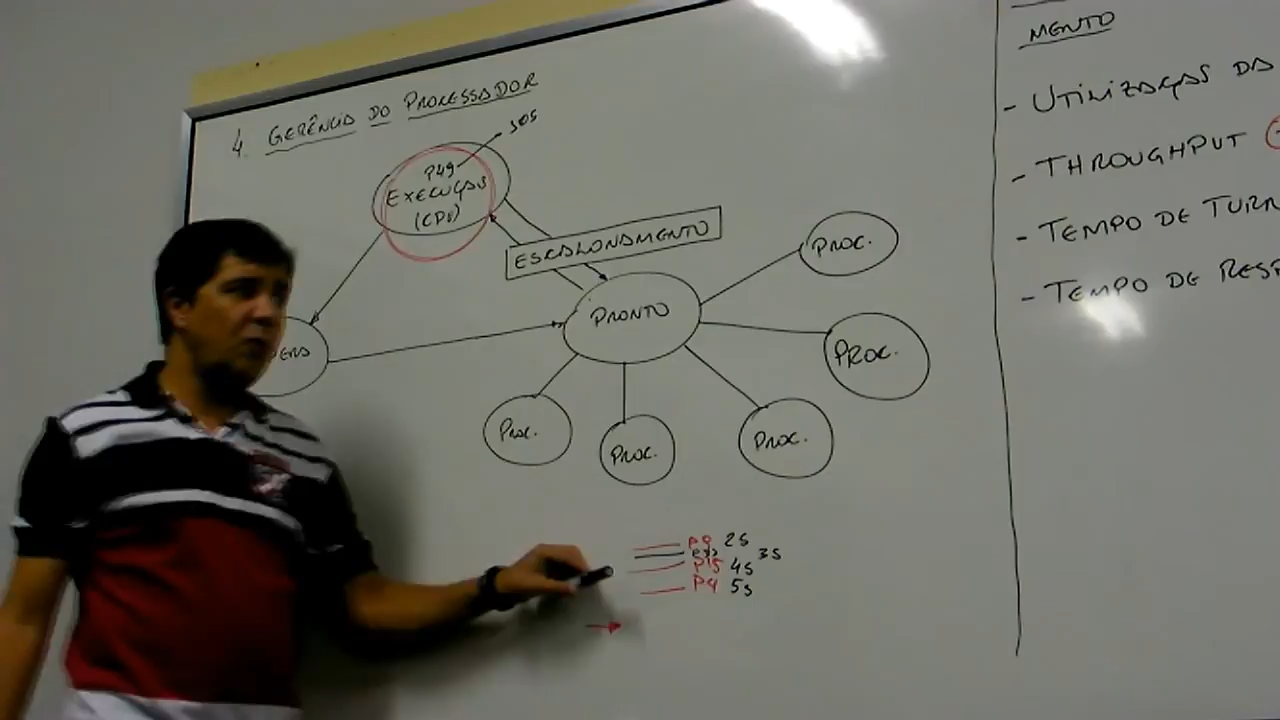 4. GERÊNCIA DO PROCESSADOR
30s
P49
EXECUÇÃO
(CPU)
ESCALONAMENTO
PRONTO
PROC.
PROC.
PROC.
PROC.
PROC.
P9 2s
3s
P15 4s
P4 5s
MENTO
- UTILIZAÇÃO DA
- THROUGHPUT
- TEMPO DE TURN
- TEMPO DE RESP